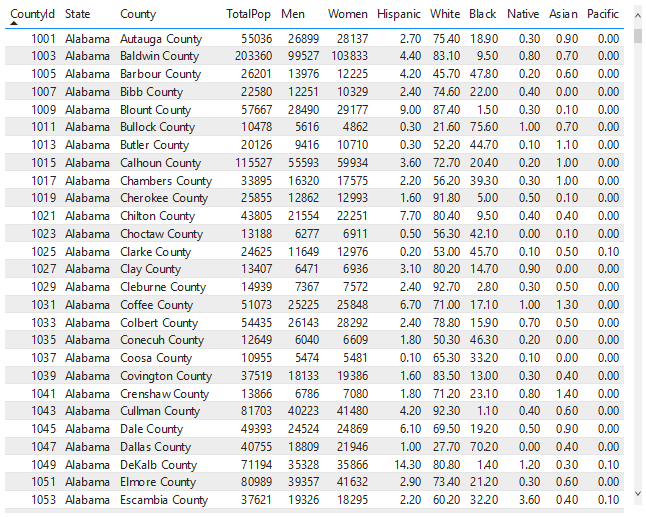 CountyId State County TotalPop Men Women Hispanic White Black Native Asian Pacific
1001 Alabama Autauga County 55036 26899 28137 2.70 75.40 18.90 0.30 0.90 0.00
1003 Alabama Baldwin County 203360 99527 103833 4.40 83.10 9.50 0.80 0.70 0.00
1005 Alabama Barbour County 26201 13976 12225 4.20 45.70 47.80 0.20 0.60 0.00
1007 Alabama Bibb County 22580 12251 10329 2.40 74.60 22.00 0.40 0.00 0.00
1009 Alabama Blount County 57667 28490 29177 9.00 87.40 1.50 0.30 0.10 0.00
1011 Alabama Bullock County 10478 5616 4862 0.30 21.60 75.60 1.00 0.70 0.00
1013 Alabama Butler County 20126 9416 10710 0.30 52.20 44.70 0.10 1.10 0.00
1015 Alabama Calhoun County 115527 55593 59934 3.60 72.70 20.40 0.20 1.00 0.00
1017 Alabama Chambers County 33895 16320 17575 2.20 56.20 39.30 0.30 1.00 0.00
1019 Alabama Cherokee County 25855 12862 12993 1.60 91.80 5.00 0.50 0.10 0.00
1021 Alabama Chilton County 43805 21554 22251 7.70 80.40 9.50 0.40 0.40 0.00
1023 Alabama Choctaw County 13188 6277 6911 0.50 56.30 42.10 0.00 0.10 0.00
1025 Alabama Clarke County 24625 11649 12976 0.20 53.00 45.70 0.10 0.50 0.10
1027 Alabama Clay County 13407 6471 6936 3.10 80.20 14.70 0.90 0.00 0.00
1029 Alabama Cleburne County 14939 7367 7572 2.40 92.70 2.80 0.30 0.50 0.00
1031 Alabama Coffee County 51073 25225 25848 6.70 71.00 17.10 1.00 1.30 0.00
1033 Alabama Colbert County 54435 26143 28292 2.40 78.80 15.90 0.70 0.50 0.00
1035 Alabama Conecuh County 12649 6040 6609 1.80 50.30 46.30 0.20 0.00 0.00
1037 Alabama Coosa County 10955 5474 5481 0.10 65.30 33.20 0.10 0.00 0.00
1039 Alabama Covington County 37519 18133 19386 1.60 83.50 13.00 0.30 0.40 0.00
1041 Alabama Crenshaw County 13866 6786 7080 1.80 71.20 23.10 0.80 1.40 0.00
1043 Alabama Cullman County 81703 40223 41480 4.20 92.30 1.10 0.40 0.60 0.00
1045 Alabama Dale County 49393 24524 24869 6.10 69.50 19.20 0.50 0.90 0.00
1047 Alabama Dallas County 40755 18809 21946 1.00 27.70 70.20 0.00 0.40 0.00
1049 Alabama DeKalb County 71194 35328 35866 14.30 80.80 1.40 1.20 0.30 0.10
1051 Alabama Elmore County 80989 39357 41632 2.90 73.40 21.20 0.30 0.60 0.00
1053 Alabama Escambia County 37621 19326 18295 2.20 60.20 32.20 3.60 0.40 0.10